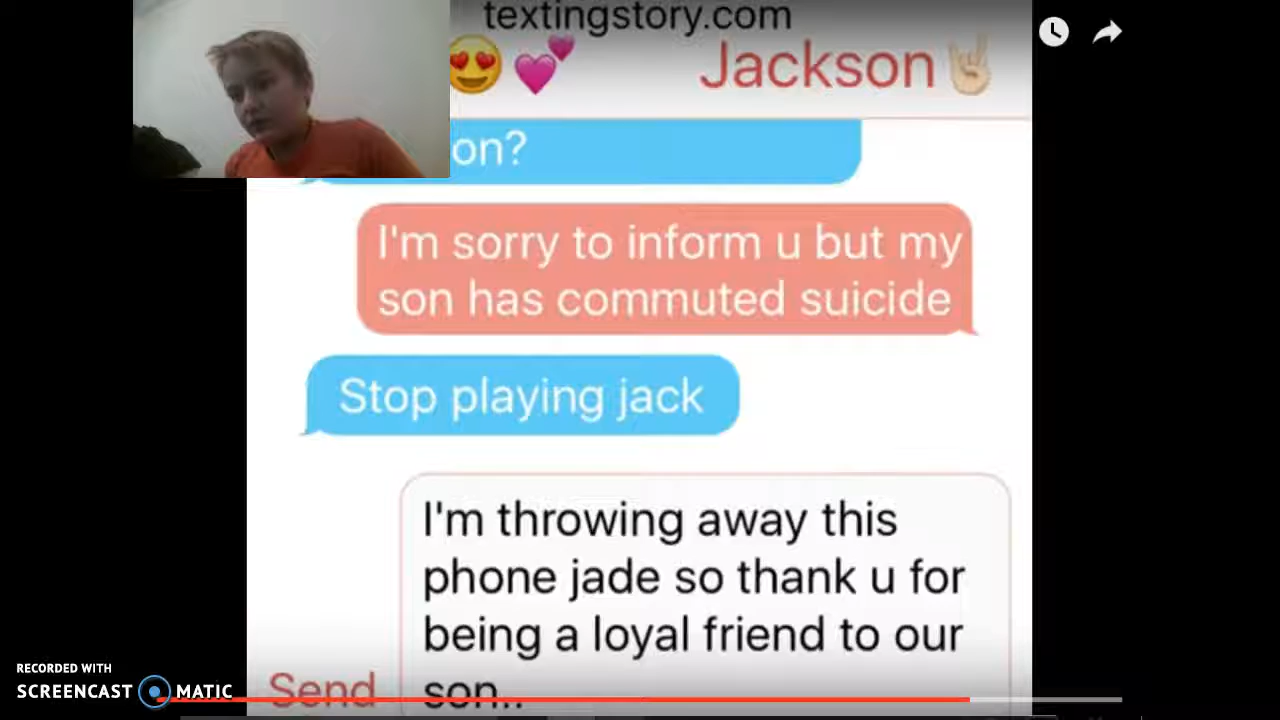 textingstory.com
😍💕 Jackson🤘🏻
on?
I'm sorry to inform u but my
son has commuted suicide
Stop playing jack
I'm throwing away this
phone jade so thank u for
being a loyal friend to our
Send son..
RECORDED WITH
SCREENCAST MATIC